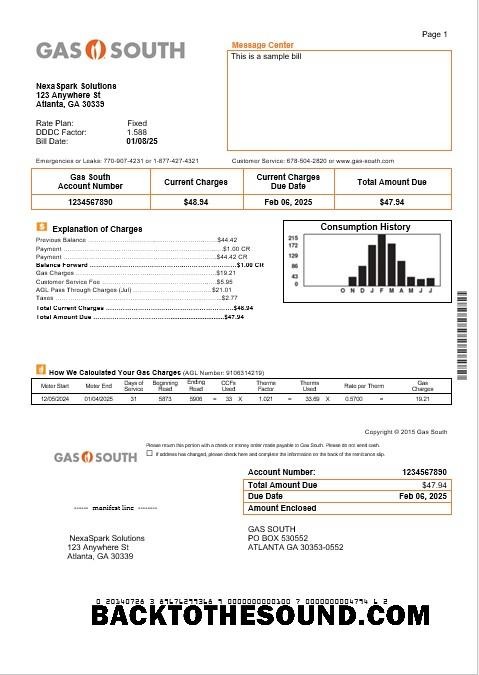 Page 1
GAS SOUTH
Message Center
This is a sample bill
NexaSpark Solutions
123 Anywhere St
Atlanta, GA 30339
Rate Plan: Fixed
DDDC Factor: 1.588
Bill Date: 01/08/25
Emergencies or Leaks: 770-907-4231 or 1-877-427-4321 Customer Service: 678-504-2820 or www.gas-south.com
Gas South Account Number Current Charges Current Charges Due Date Total Amount Due
1234567890 $48.94 Feb 06, 2025 $47.94
$ Explanation of Charges
Previous Balance $44.42
Payment $1.00 CR
Payment $44.42 CR
Balance Forward $1.00 CR
Gas Charges $19.21
Customer Service Fee $5.95
AGL Pass Through Charges (Jul) $21.01
Taxes $2.77
Total Current Charges $48.94
Total Amount Due $47.94
Consumption History
215
172
129
86
43
0
O N D J F M A M J J
How We Calculated Your Gas Charges (AGL Number: 9106314219)
Meter Start Meter End Days of Service Beginning Read Ending Read CCFs Used Therms Factor Therms Used Rate per Therm Gas Charges
12/05/2024 01/04/2025 31 5873 5906 = 33 X 1.021 = 33.69 X 0.5700 = 19.21
Copyright © 2015 Gas South
Please return this portion with a check or money order made payable to Gas South. Please do not send cash.
If address has changed, please check here and complete the information on the back of the remittance slip.
GAS SOUTH
Account Number: 1234567890
Total Amount Due $47.94
Due Date Feb 06, 2025
Amount Enclosed
------ manifest line --------
NexaSpark Solutions
123 Anywhere St
Atlanta, GA 30339
GAS SOUTH
PO BOX 530552
ATLANTA GA 30353-0552
BACKTOTHESOUND.COM